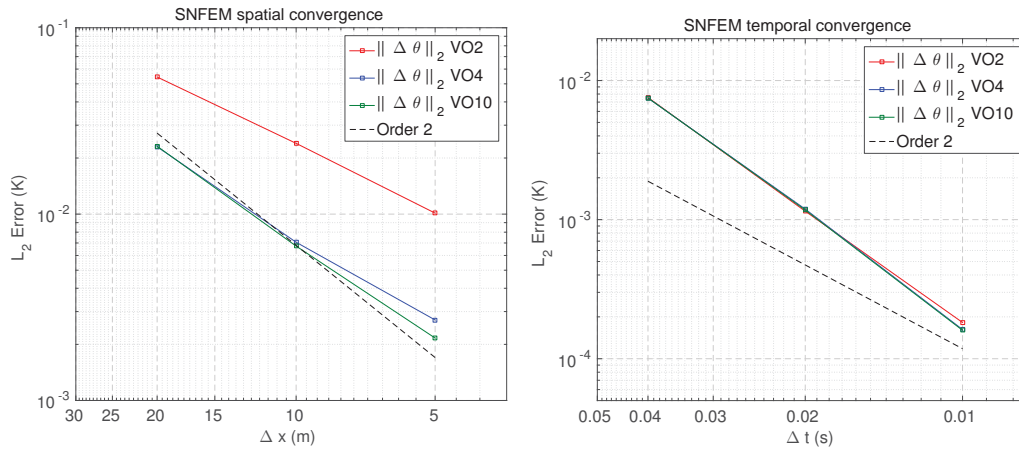 SNFEM spatial convergence
10^-1
10^-2
10^-3
L_2 Error (K)
|| Δ θ ||_2 VO2
|| Δ θ ||_2 VO4
|| Δ θ ||_2 VO10
Order 2
30 25 20 15 10 5
Δ x (m)
SNFEM temporal convergence
10^-2
10^-3
10^-4
L_2 Error (K)
|| Δ θ ||_2 VO2
|| Δ θ ||_2 VO4
|| Δ θ ||_2 VO10
Order 2
0.05 0.04 0.03 0.02 0.01
Δ t (s)